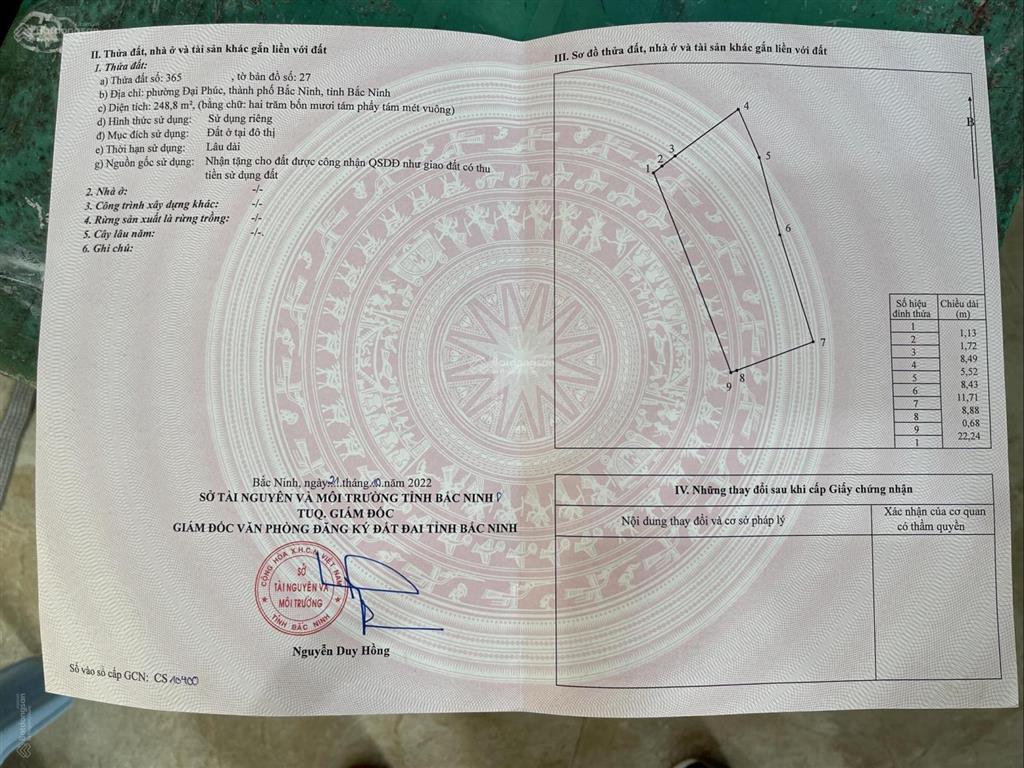 II. Thửa đất, nhà ở và tài sản khác gắn liền với đất
1. Thửa đất:
a) Thửa đất số: 365 , tờ bản đồ số: 27
b) Địa chỉ: phường Đại Phúc, thành phố Bắc Ninh, tỉnh Bắc Ninh
c) Diện tích: 248,8 m², (bằng chữ: hai trăm bốn mươi tám phẩy tám mét vuông)
d) Hình thức sử dụng: Sử dụng riêng
đ) Mục đích sử dụng: Đất ở tại đô thị
e) Thời hạn sử dụng: Lâu dài
g) Nguồn gốc sử dụng: Nhận tặng cho đất được công nhận QSDĐ như giao đất có thu
tiền sử dụng đất
2. Nhà ở: -/-
3. Công trình xây dựng khác: -/-
4. Rừng sản xuất là rừng trồng: -/-
5. Cây lâu năm: -/-.
6. Ghi chú:
Bắc Ninh, ngày 21 tháng 10 năm 2022
SỞ TÀI NGUYÊN VÀ MÔI TRƯỜNG TỈNH BẮC NINH
TUQ. GIÁM ĐỐC
GIÁM ĐỐC VĂN PHÒNG ĐĂNG KÝ ĐẤT ĐAI TỈNH BẮC NINH
CỘNG HÒA X.H.C.N VIỆT NAM
SỞ
TÀI NGUYÊN VÀ
MÔI TRƯỜNG
TỈNH BẮC NINH
Nguyễn Duy Hồng
Số vào sổ cấp GCN: CS 10400
III. Sơ đồ thửa đất, nhà ở và tài sản khác gắn liền với đất
B
4
3
2
1
5
6
7
8
9
Số hiệu đỉnh thửa Chiều dài (m)
1
1,13
2
1,72
3
8,49
4
5,52
5
8,43
6
11,71
7
8,88
8
0,68
9
22,24
1
IV. Những thay đổi sau khi cấp Giấy chứng nhận
Nội dung thay đổi và cơ sở pháp lý
Xác nhận của cơ quan
có thẩm quyền